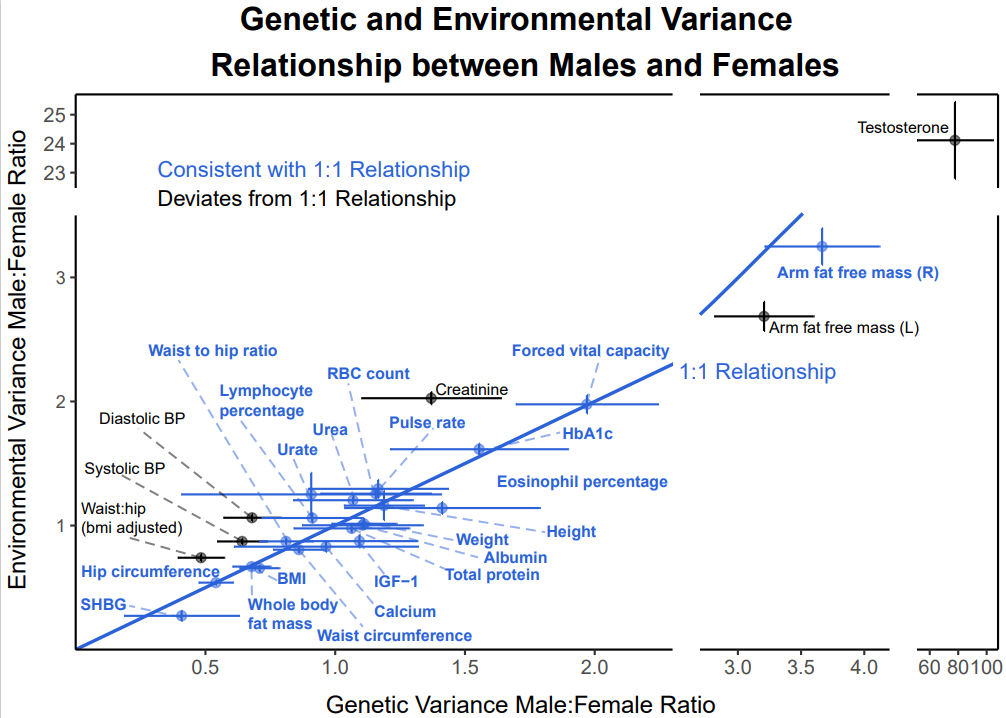 Genetic and Environmental Variance
Relationship between Males and Females
Environmental Variance Male:Female Ratio
25
24
23
Testosterone
Consistent with 1:1 Relationship
Deviates from 1:1 Relationship
3
Arm fat free mass (R)
Arm fat free mass (L)
Waist to hip ratio
Forced vital capacity
1:1 Relationship
RBC count
Lymphocyte
percentage
Creatinine
2
Diastolic BP
Urea
Pulse rate
HbA1c
Urate
Systolic BP
Eosinophil percentage
Waist:hip
(bmi adjusted)
1
Height
Weight
Albumin
Hip circumference
BMI
IGF−1
Total protein
SHBG
Whole body
fat mass
Calcium
Waist circumference
0.5
1.0
1.5
2.0
3.0
3.5
4.0
60
80
100
Genetic Variance Male:Female Ratio